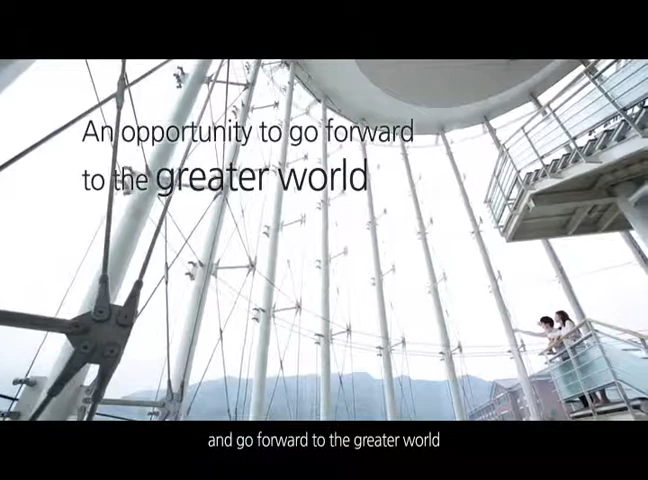 An opportunity to go forward
to the greater world
and go forward to the greater world